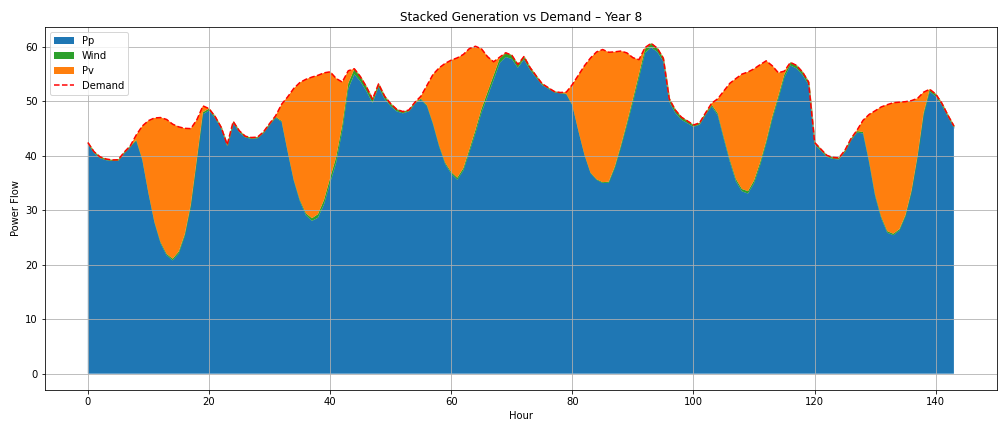 Stacked Generation vs Demand – Year 8
Pp
Wind
Pv
Demand
Power Flow
60
50
40
30
20
10
0
0 20 40 60 80 100 120 140
Hour